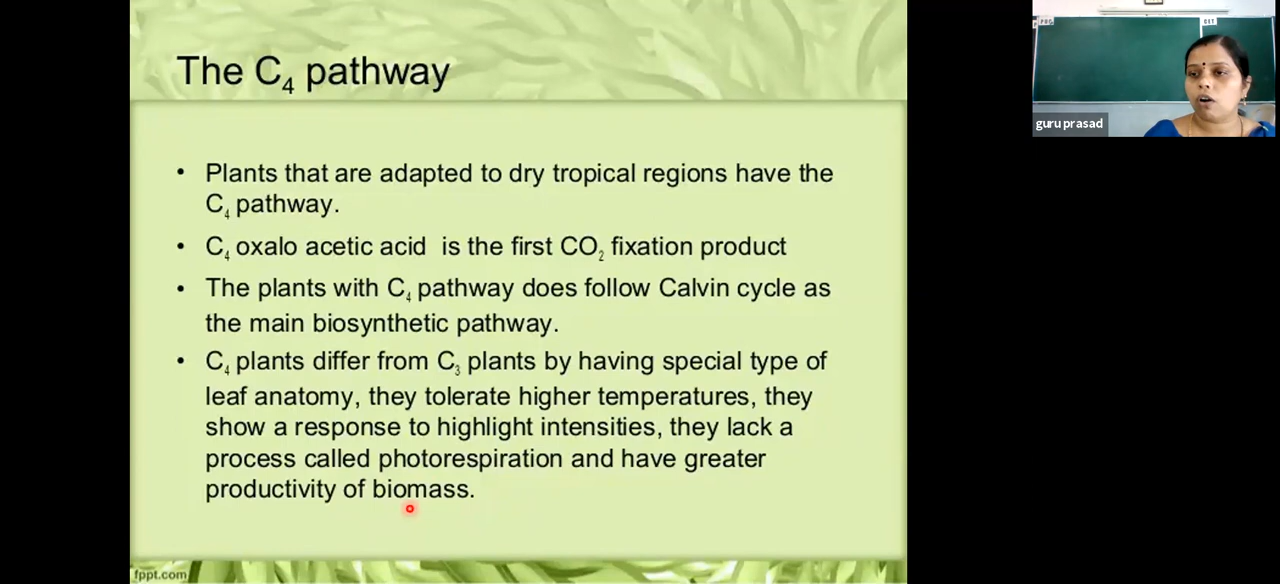 The C₄ pathway
• Plants that are adapted to dry tropical regions have the
C₄ pathway.
• C₄ oxalo acetic acid is the first CO₂ fixation product
• The plants with C₄ pathway does follow Calvin cycle as
the main biosynthetic pathway.
• C₄ plants differ from C₃ plants by having special type of
leaf anatomy, they tolerate higher temperatures, they
show a response to highlight intensities, they lack a
process called photorespiration and have greater
productivity of biomass.
fppt.com
guru prasad